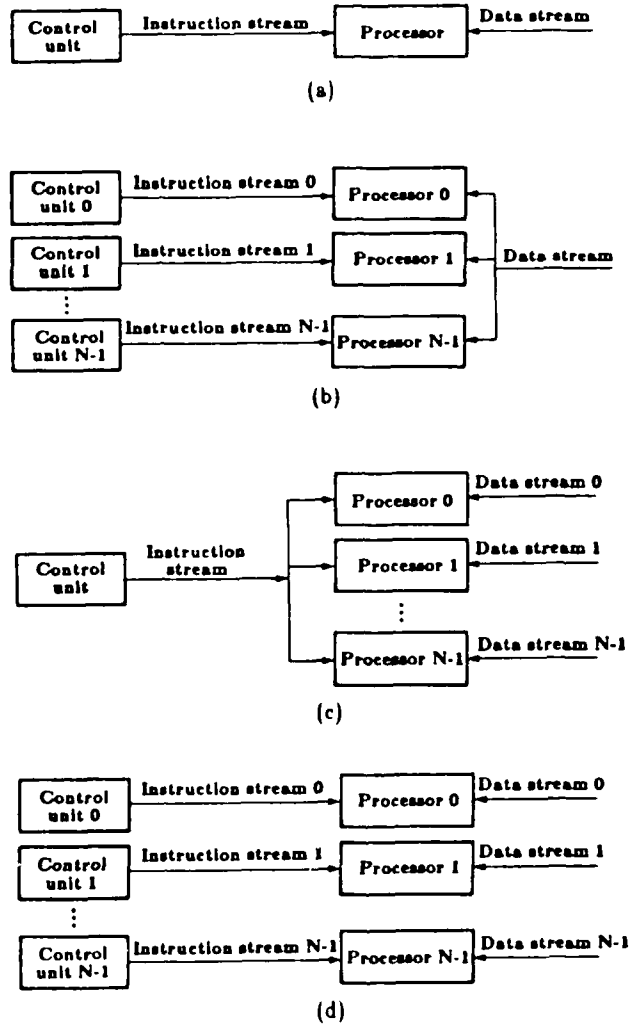 Control
unit
Instruction stream
Processor
Data stream
(a)
Control
unit 0
Instruction stream 0
Processor 0
Control
unit 1
Instruction stream 1
Processor 1
Data stream
Control
unit N-1
Instruction stream N-1
Processor N-1
(b)
Processor 0
Data stream 0
Control
unit
Instruction
stream
Processor 1
Data stream 1
Processor N-1
Data stream N-1
(c)
Control
unit 0
Instruction stream 0
Processor 0
Data stream 0
Control
unit 1
Instruction stream 1
Processor 1
Data stream 1
Control
unit N-1
Instruction stream N-1
Processor N-1
Data stream N-1
(d)